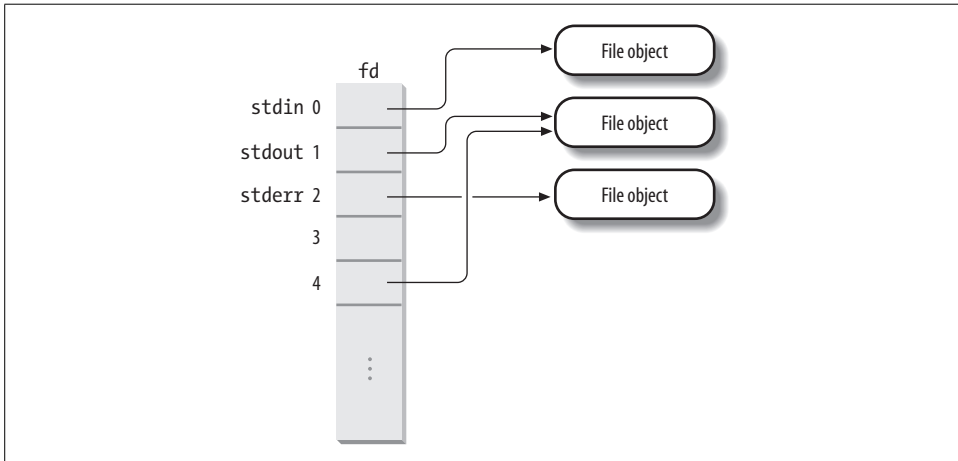 File object
fd
stdin 0
File object
stdout 1
stderr 2
File object
3
4
⋮